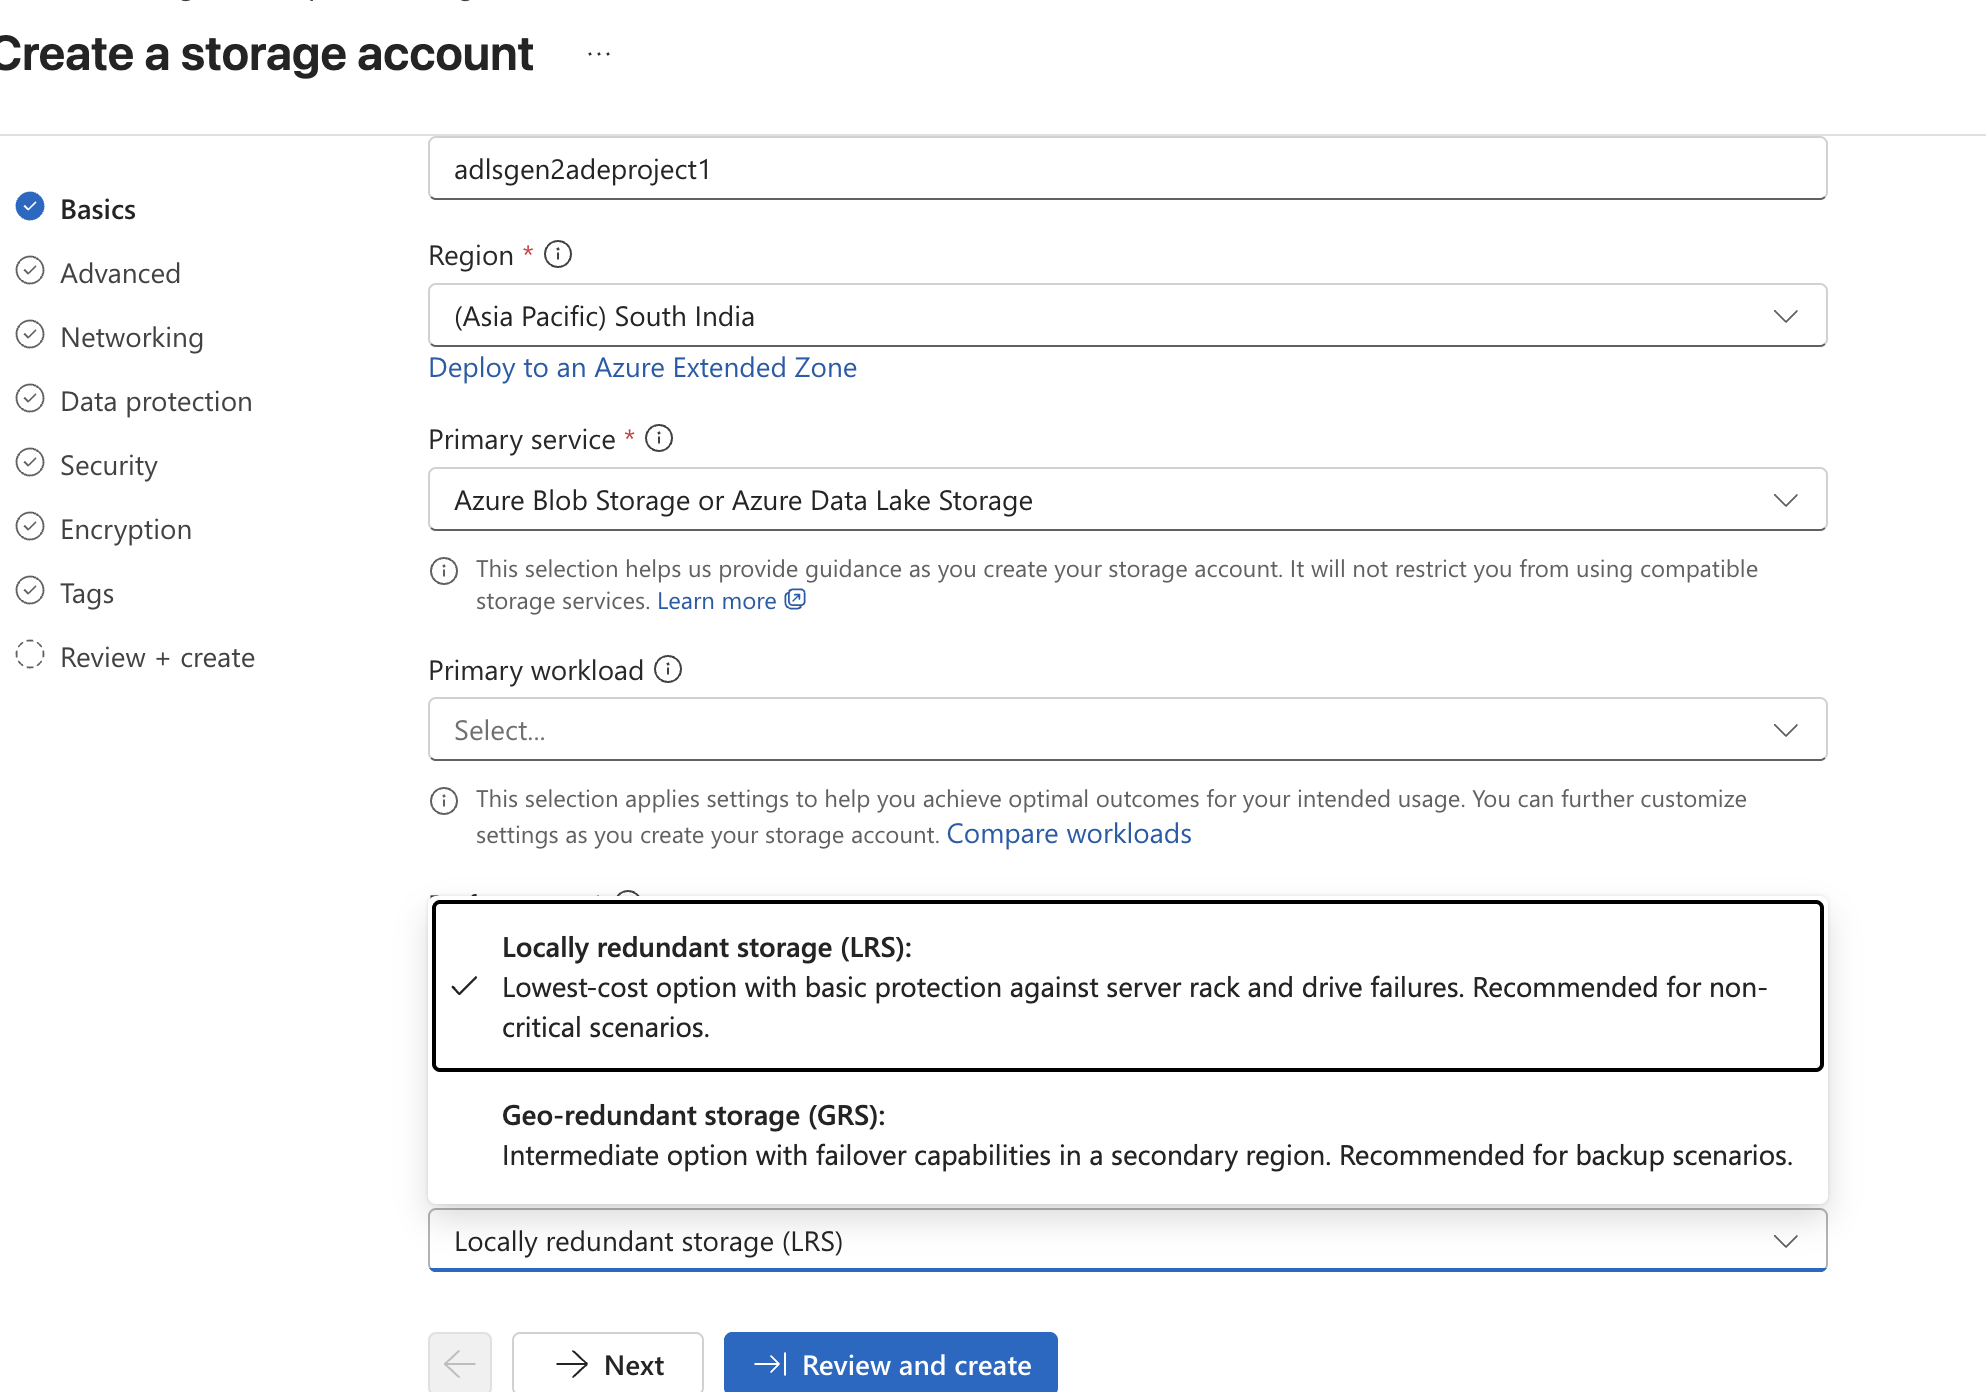 Create a storage account
...
adlsgen2adeproject1
Basics
Region *
Advanced
(Asia Pacific) South India
Networking
Deploy to an Azure Extended Zone
Data protection
Primary service *
Security
Azure Blob Storage or Azure Data Lake Storage
Encryption
This selection helps us provide guidance as you create your storage account. It will not restrict you from using compatible
storage services. Learn more
Tags
Review + create
Primary workload
Select...
This selection applies settings to help you achieve optimal outcomes for your intended usage. You can further customize
settings as you create your storage account. Compare workloads
Locally redundant storage (LRS):
Lowest-cost option with basic protection against server rack and drive failures. Recommended for non-
critical scenarios.
Geo-redundant storage (GRS):
Intermediate option with failover capabilities in a secondary region. Recommended for backup scenarios.
Locally redundant storage (LRS)
Next
Review and create